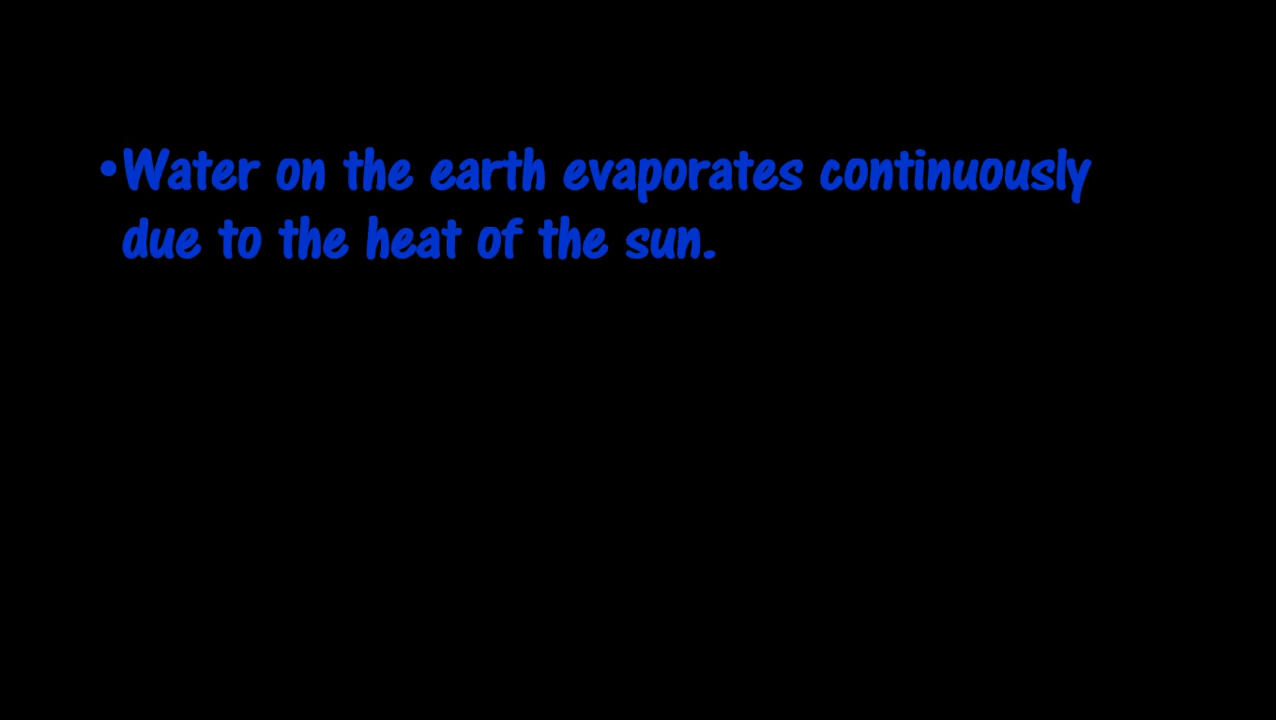 •Water on the earth evaporates continuously
due to the heat of the sun.